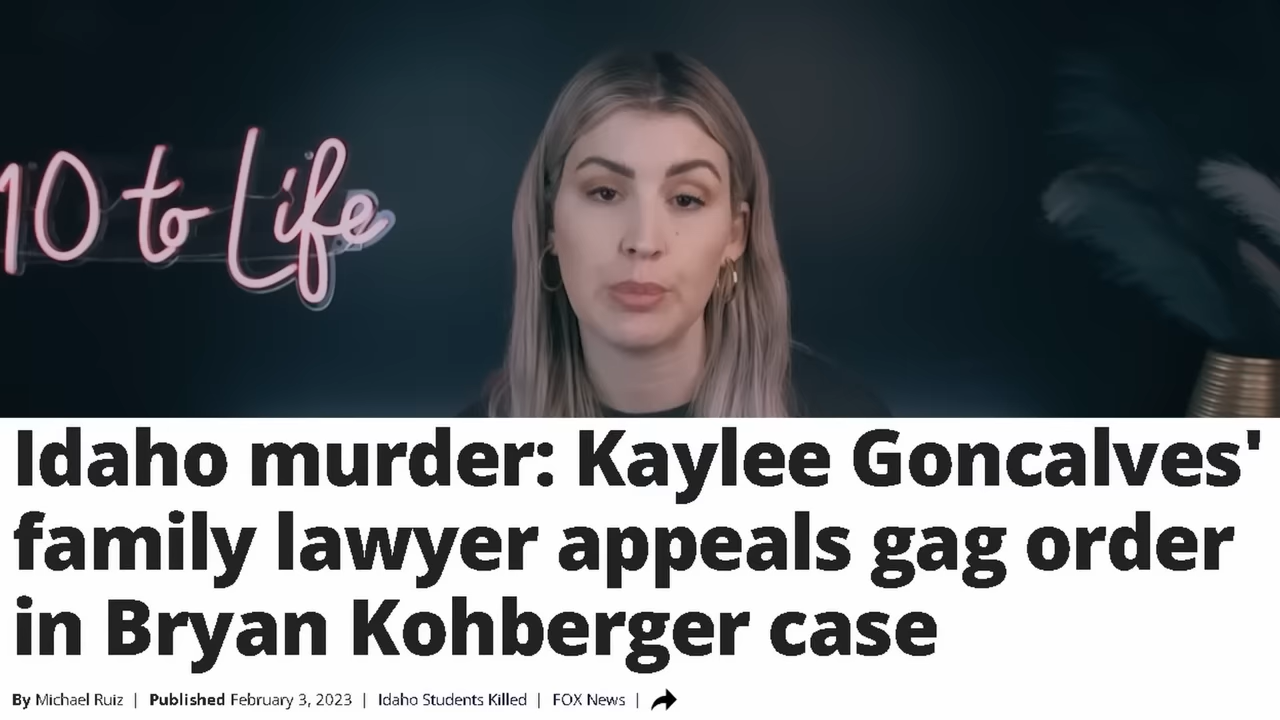 10 to Life
Idaho murder: Kaylee Goncalves'
family lawyer appeals gag order
in Bryan Kohberger case
By Michael Ruiz | Published February 3, 2023 | Idaho Students Killed | FOX News |